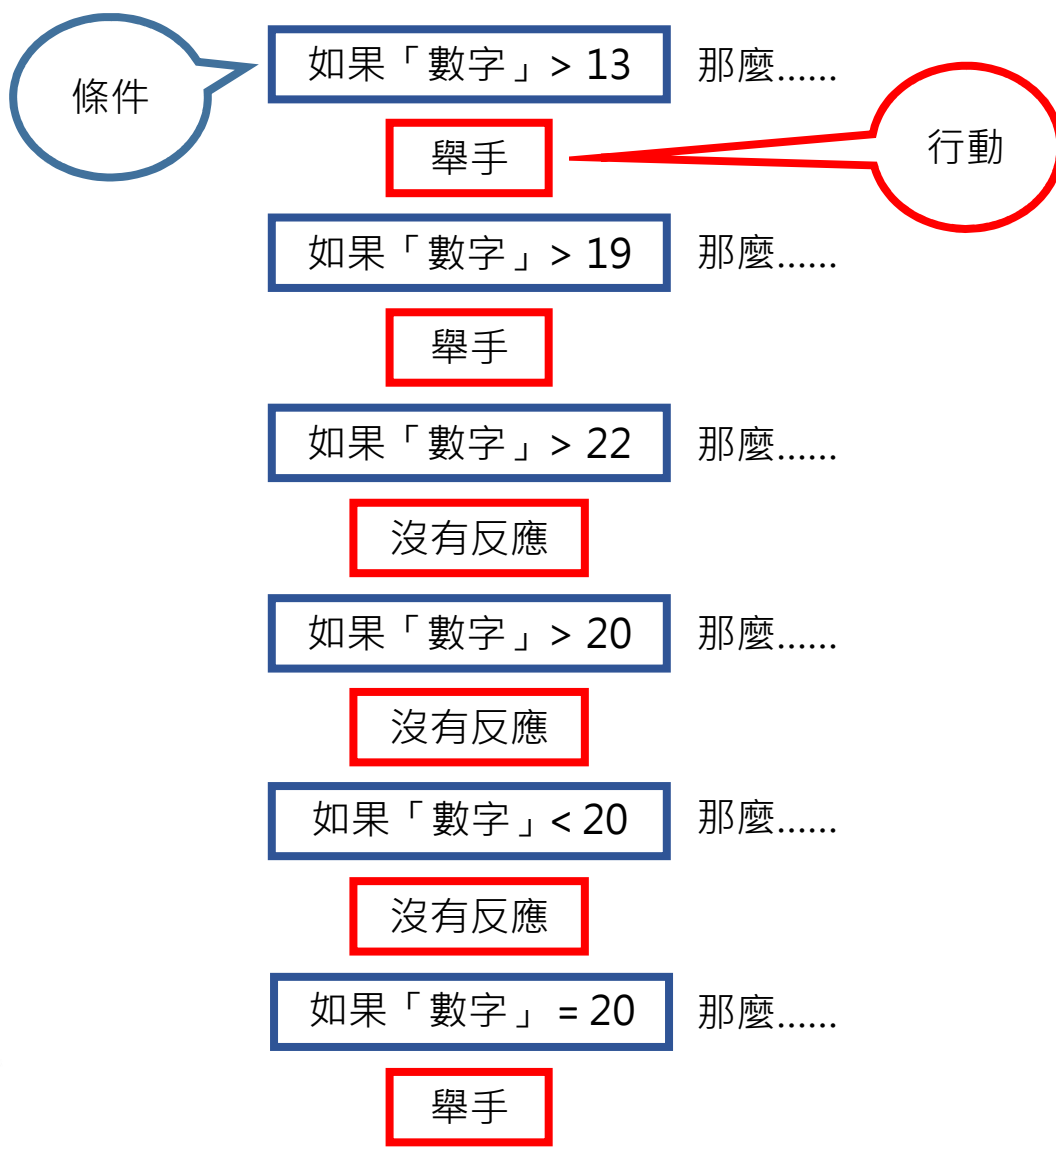 條件
如果「數字」> 13 那麼......
舉手
行動
如果「數字」> 19 那麼......
舉手
如果「數字」> 22 那麼......
沒有反應
如果「數字」> 20 那麼......
沒有反應
如果「數字」< 20 那麼......
沒有反應
如果「數字」 = 20 那麼......
舉手